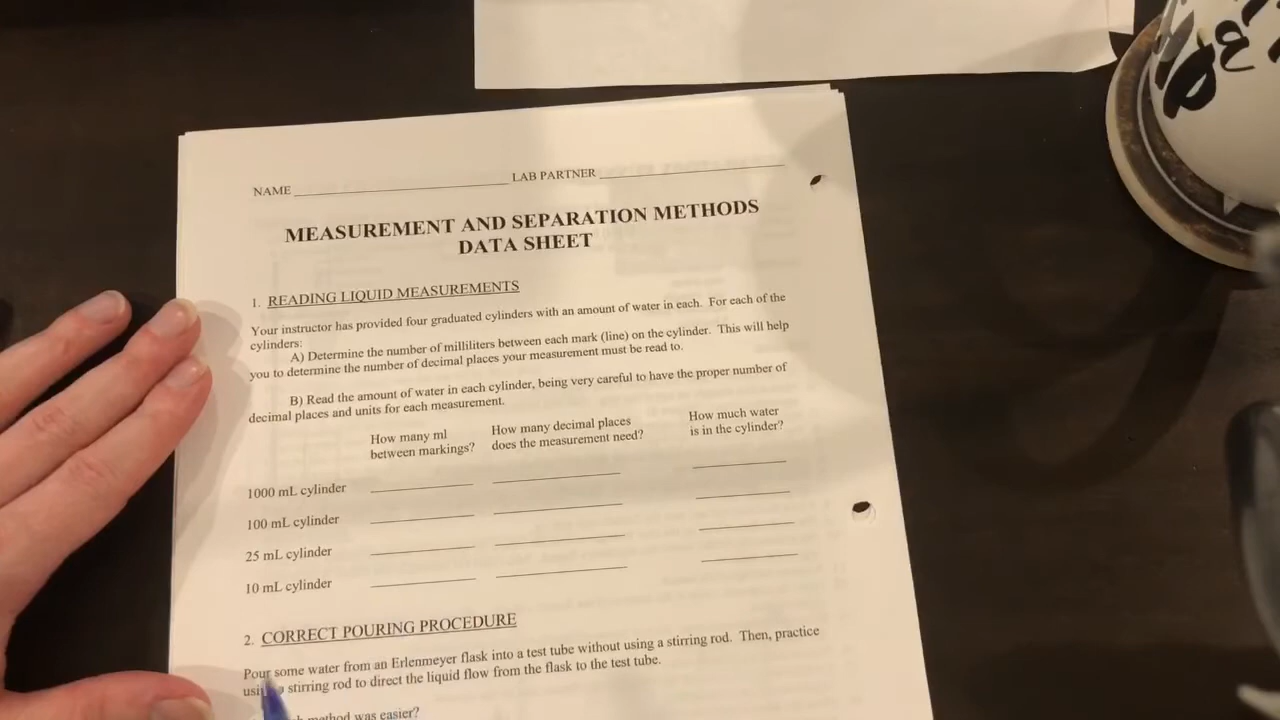 NAME LAB PARTNER
MEASUREMENT AND SEPARATION METHODS
DATA SHEET
1. READING LIQUID MEASUREMENTS
Your instructor has provided four graduated cylinders with an amount of water in each. For each of the
cylinders:
A) Determine the number of milliliters between each mark (line) on the cylinder. This will help
you to determine the number of decimal places your measurement must be read to.
B) Read the amount of water in each cylinder, being very careful to have the proper number of
decimal places and units for each measurement.
How many ml How many decimal places How much water
between markings? does the measurement need? is in the cylinder?
1000 mL cylinder
100 mL cylinder
25 mL cylinder
10 mL cylinder
2. CORRECT POURING PROCEDURE
Pour some water from an Erlenmeyer flask into a test tube without using a stirring rod. Then, practice
using a stirring rod to direct the liquid flow from the flask to the test tube.
method was easier?